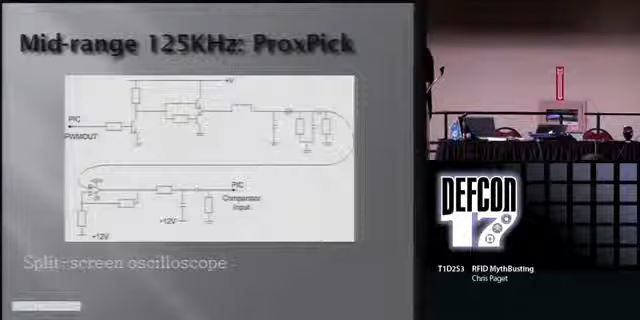 Mid-range 125KHz: ProxPick
+V
PIC
PWMOUT
PIC
Comparator
Input
+12V
+12V
Split-screen oscilloscope
DEFCON
17
T1D2S3 RFID MythBusting
Chris Paget